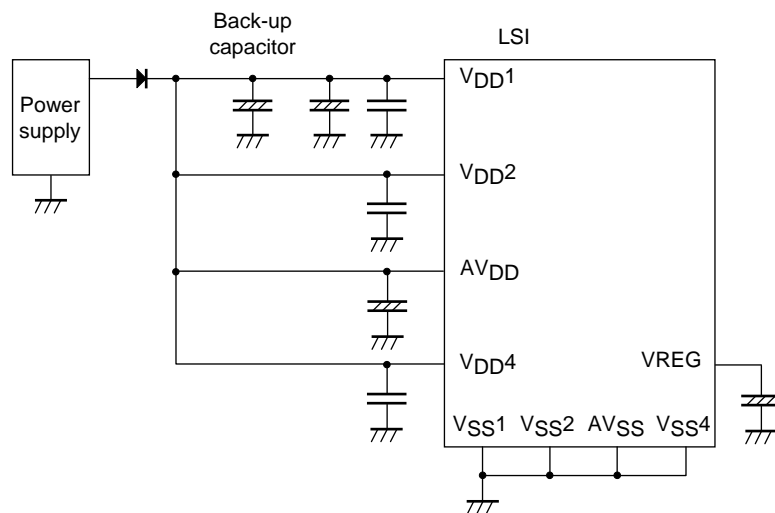 Back-up
capacitor
LSI
Power
supply
VDD1
VDD2
AVDD
VDD4
VREG
VSS1 VSS2 AVSS VSS4